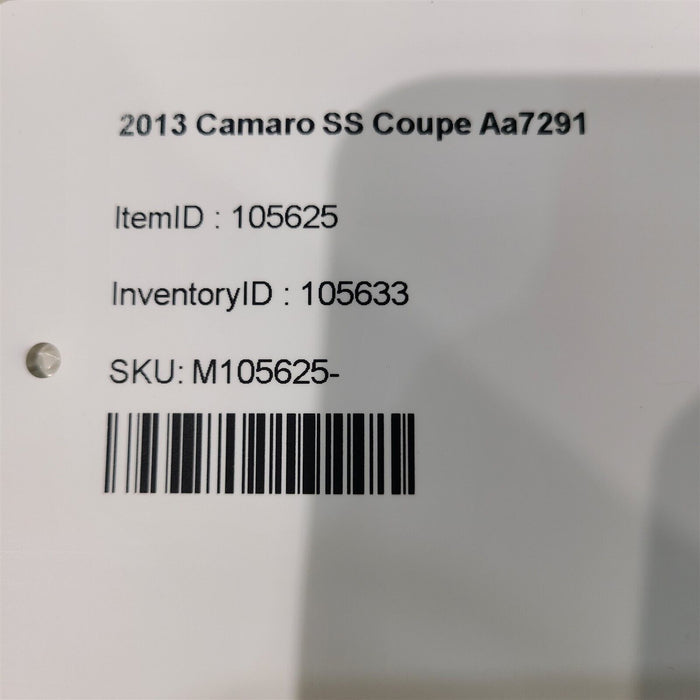 2013 Camaro SS Coupe Aa7291
ItemID : 105625
InventoryID : 105633
SKU: M105625-